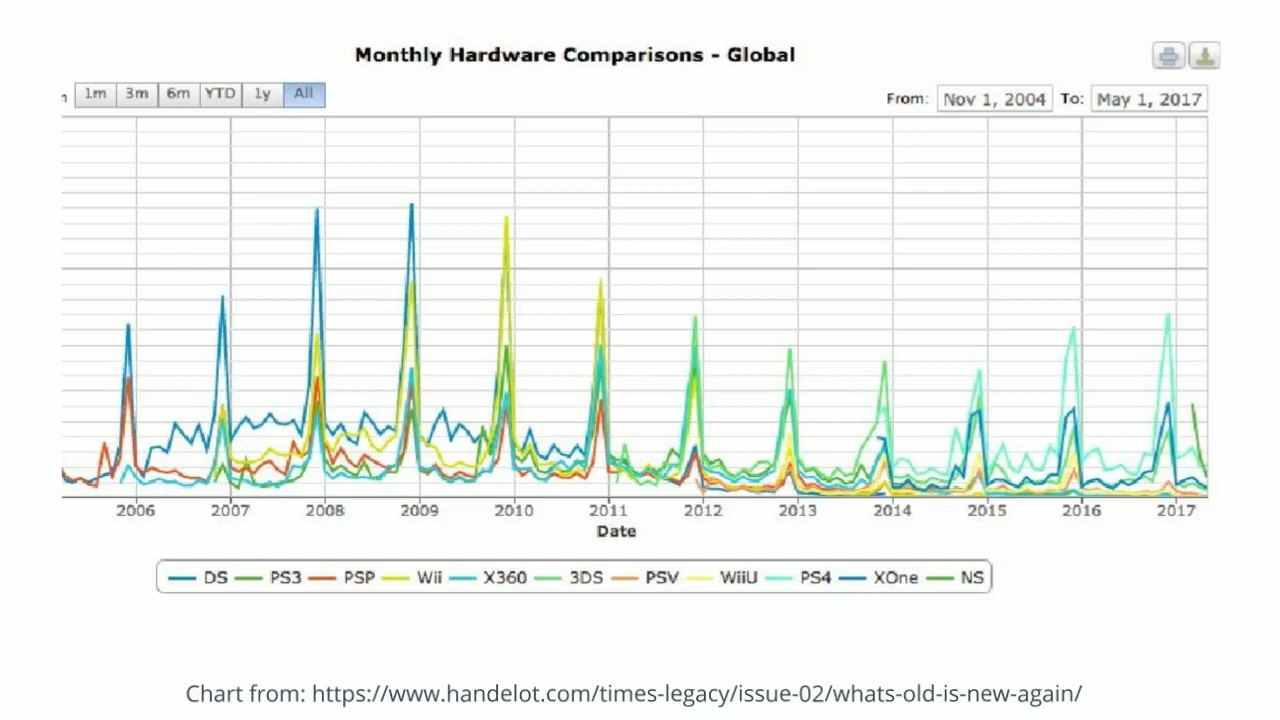 Monthly Hardware Comparisons - Global
1m 3m 6m YTD 1y All
From: Nov 1, 2004 To: May 1, 2017
2006 2007 2008 2009 2010 2011 2012 2013 2014 2015 2016 2017
Date
DS PS3 PSP Wii X360 3DS PSV WiiU PS4 XOne NS
Chart from: https://www.handelot.com/times-legacy/issue-02/whats-old-is-new-again/